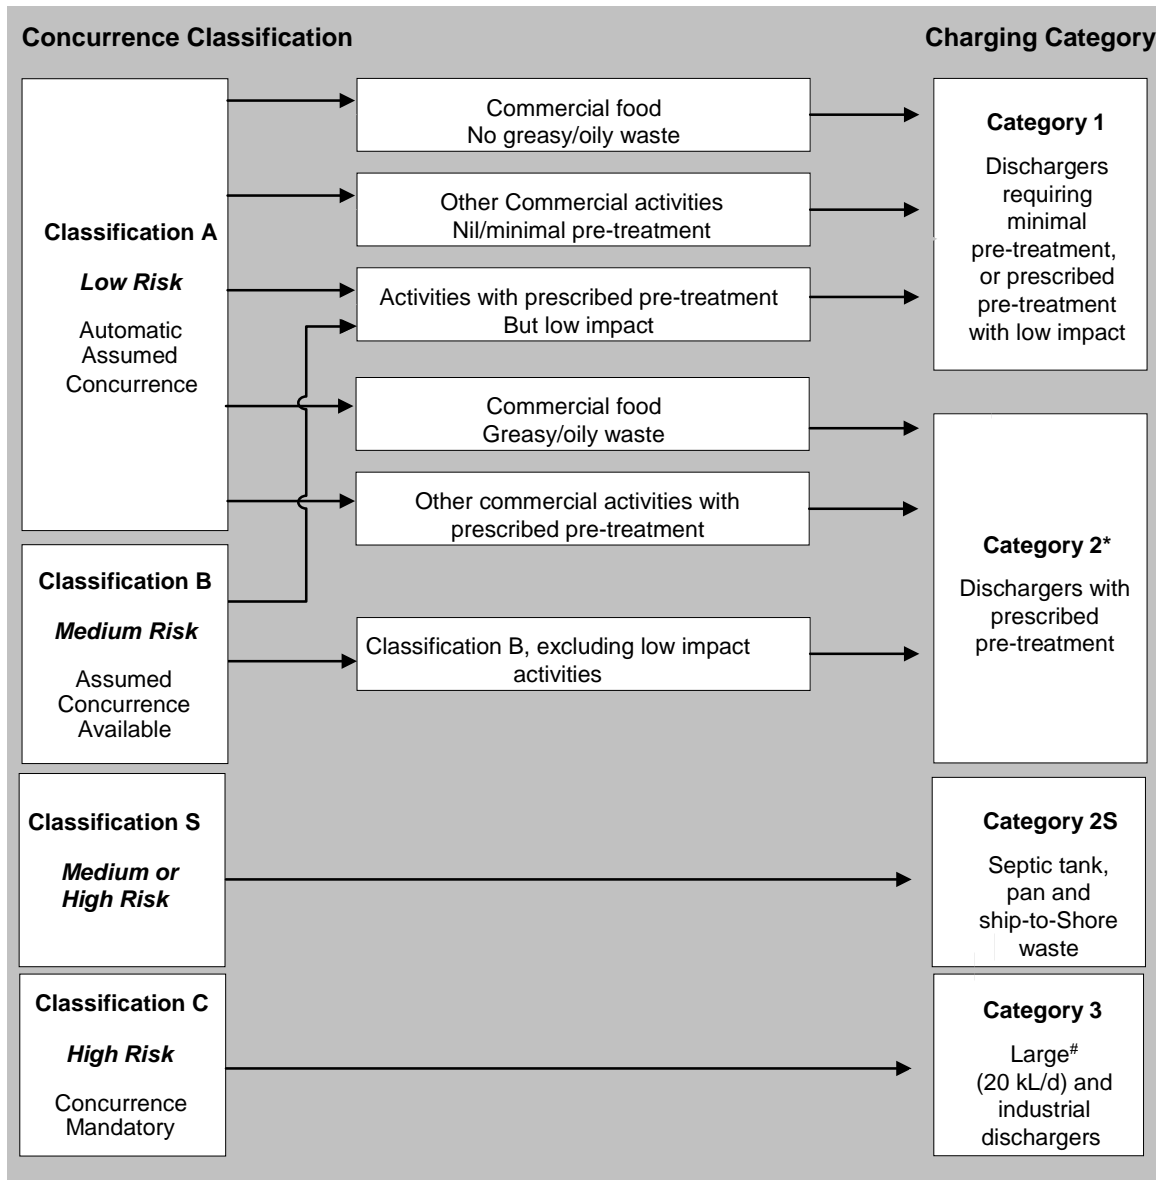 Concurrence Classification
Charging Category
Classification A
Low Risk
Automatic
Assumed
Concurrence
Commercial food
No greasy/oily waste
Other Commercial activities
Nil/minimal pre-treatment
Activities with prescribed pre-treatment
But low impact
Commercial food
Greasy/oily waste
Other commercial activities with
prescribed pre-treatment
Category 1
Dischargers
requiring
minimal
pre-treatment,
or prescribed
pre-treatment
with low impact
Classification B
Medium Risk
Assumed
Concurrence
Available
Classification B, excluding low impact
activities
Category 2*
Dischargers with
prescribed
pre-treatment
Classification S
Medium or
High Risk
Category 2S
Septic tank,
pan and
ship-to-Shore
waste
Classification C
High Risk
Concurrence
Mandatory
Category 3
Large#
(20 kL/d) and
industrial
dischargers